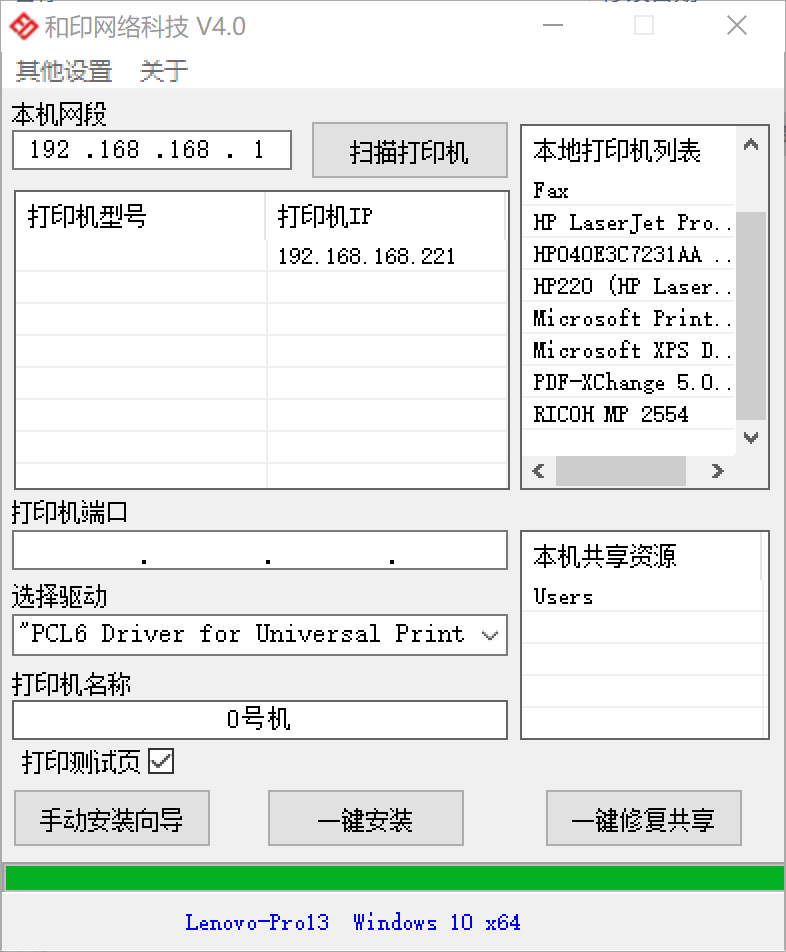 和印网络科技 V4.0
其他设置 关于
本机网段
192 .168 .168 . 1
扫描打印机
打印机型号 打印机IP
192.168.168.221
本地打印机列表
Fax
HP LaserJet Pro..
HP040E3C7231AA ..
HP220 (HP Laser..
Microsoft Print..
Microsoft XPS D..
PDF-XChange 5.0..
RICOH MP 2554
打印机端口
. . .
选择驱动
"PCL6 Driver for Universal Print
打印机名称
0号机
打印测试页
本机共享资源
Users
手动安装向导 一键安装 一键修复共享
Lenovo-Pro13 Windows 10 x64